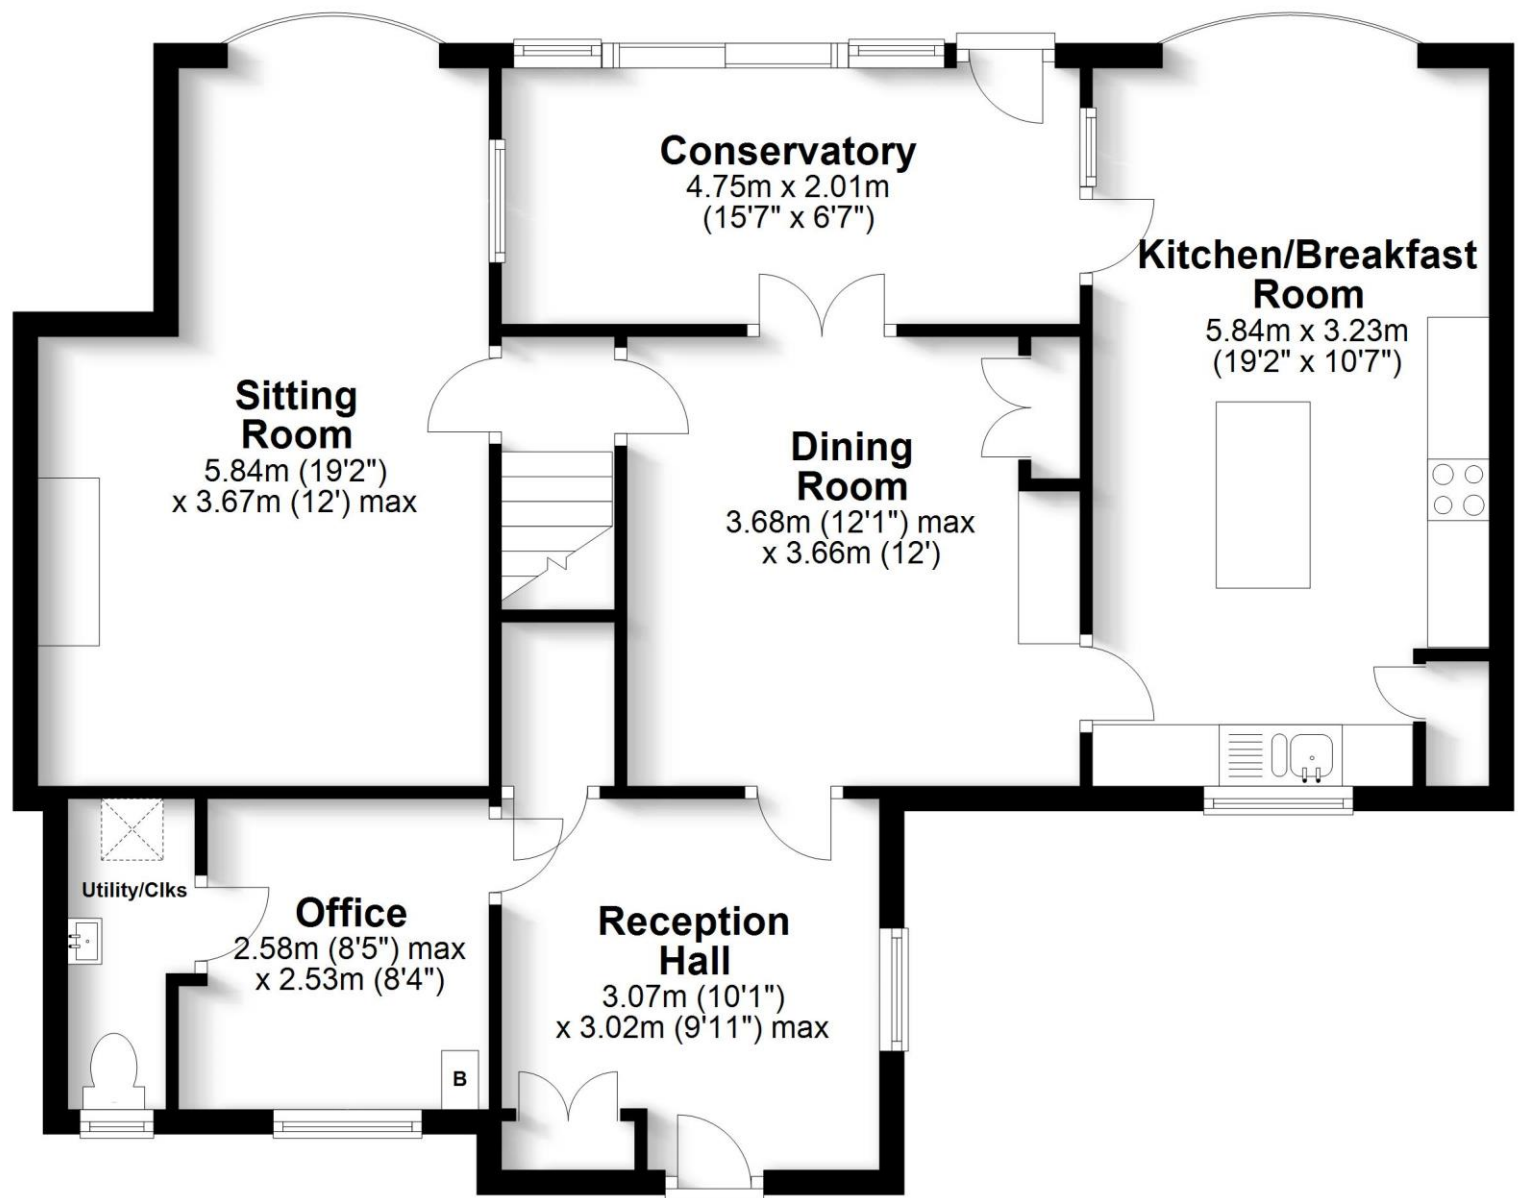 Conservatory
4.75m x 2.01m
(15'7" x 6'7")
Kitchen/Breakfast
Room
5.84m x 3.23m
(19'2" x 10'7")
Sitting
Room
5.84m (19'2")
x 3.67m (12') max
Dining
Room
3.68m (12'1") max
x 3.66m (12')
Utility/Clks
Office
2.58m (8'5") max
x 2.53m (8'4")
B
Reception
Hall
3.07m (10'1")
x 3.02m (9'11") max